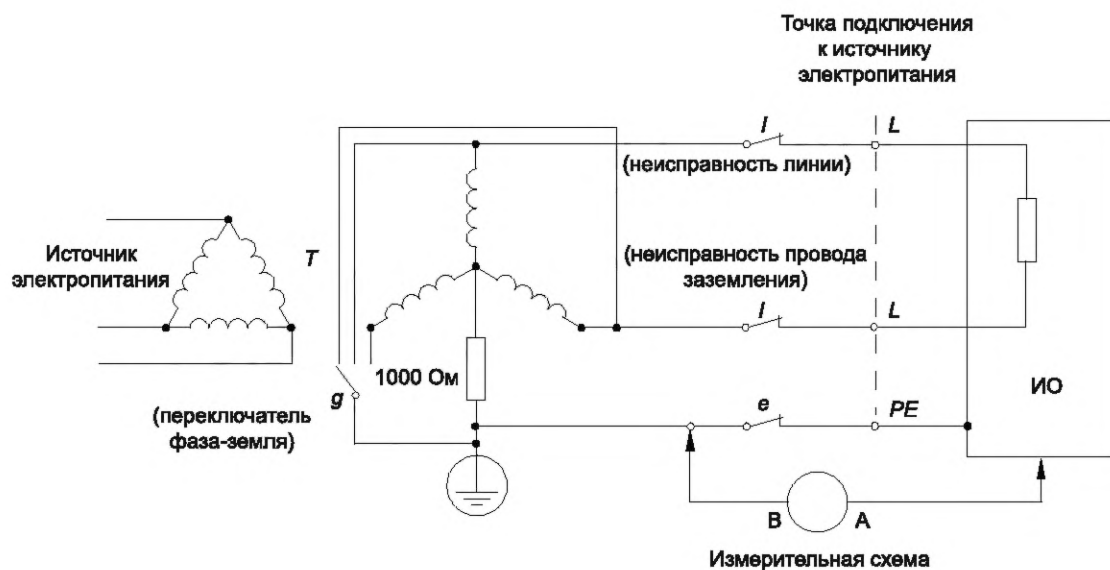 Точка подключения
к источнику
электропитания
l
L
(неисправность линии)
Источник
электропитания
T
(неисправность провода
заземления)
l
L
1000 Ом
g
(переключатель
фаза-земля)
e
PE
ИО
B
A
Измерительная схема